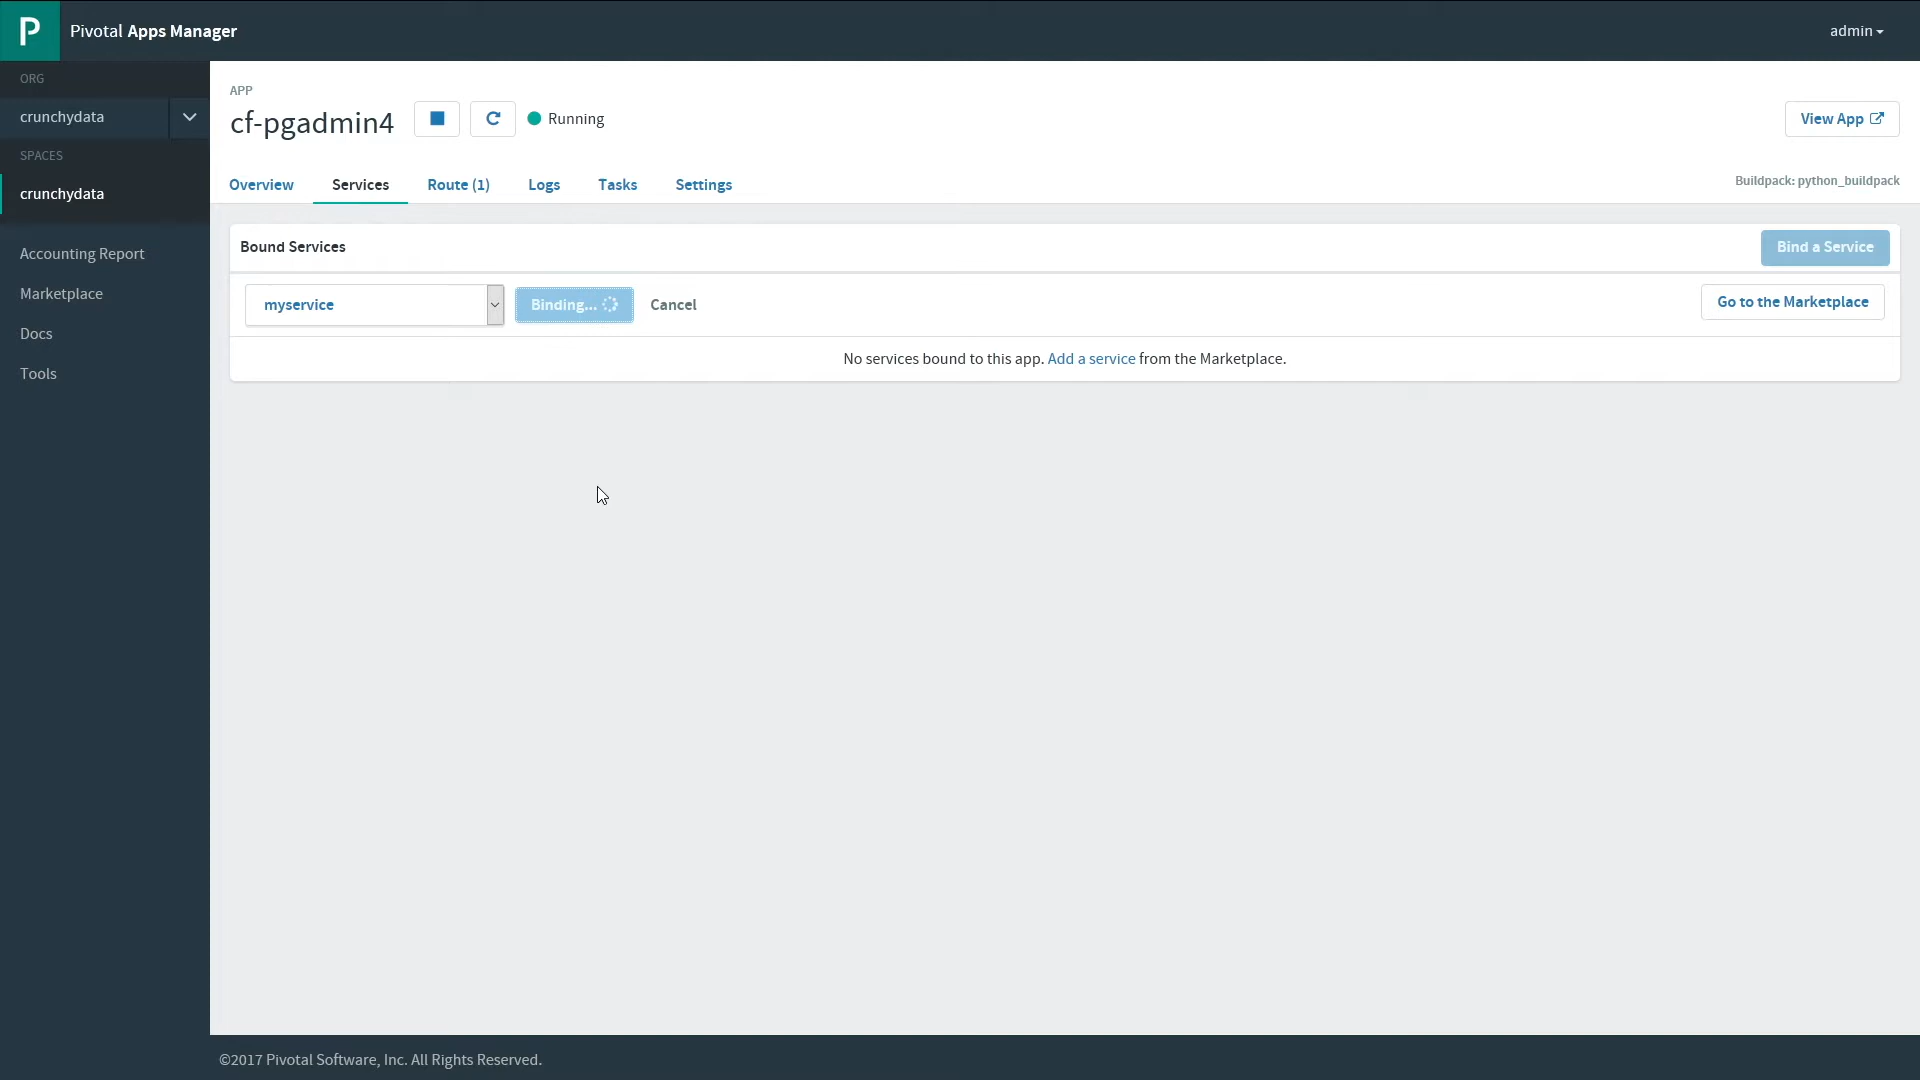 P
Pivotal Apps Manager
admin
ORG
crunchydata
SPACES
crunchydata
Accounting Report
Marketplace
Docs
Tools
APP
cf-pgadmin4
Running
View App
Overview
Services
Route (1)
Logs
Tasks
Settings
Buildpack: python_buildpack
Bound Services
Bind a Service
myservice
Binding...
Cancel
Go to the Marketplace
No services bound to this app. Add a service from the Marketplace.
©2017 Pivotal Software, Inc. All Rights Reserved.